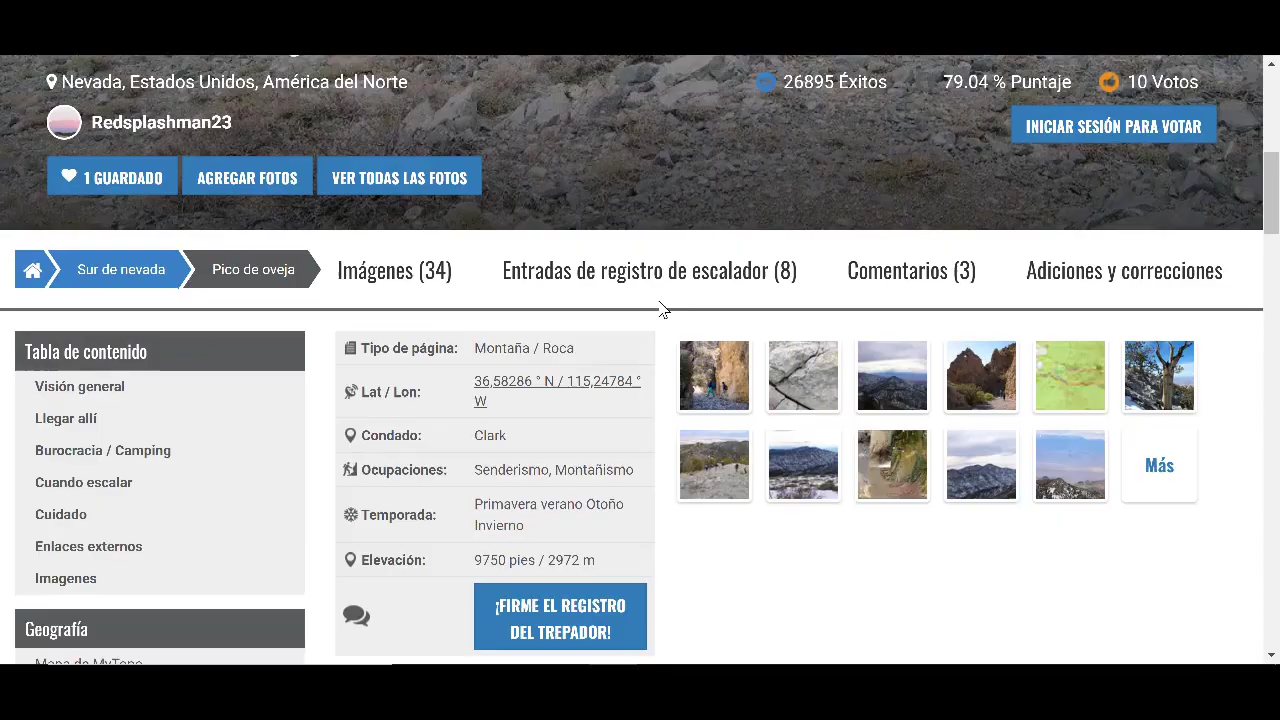 Nevada, Estados Unidos, América del Norte
26895 Éxitos
79.04 % Puntaje
10 Votos
Redsplashman23
INICIAR SESIÓN PARA VOTAR
1 GUARDADO
AGREGAR FOTOS
VER TODAS LAS FOTOS
Sur de nevada
Pico de oveja
Imágenes (34)
Entradas de registro de escalador (8)
Comentarios (3)
Adiciones y correcciones
Tabla de contenido
Visión general
Llegar allí
Burocracia / Camping
Cuando escalar
Cuidado
Enlaces externos
Imagenes
Geografía
Mapa de MyTopo
Tipo de página: Montaña / Roca
Lat / Lon: 36,58286 ° N / 115,24784 °
W
Condado: Clark
Ocupaciones: Senderismo, Montañismo
Temporada: Primavera verano Otoño
Invierno
Elevación: 9750 pies / 2972 m
¡FIRME EL REGISTRO
DEL TREPADOR!
Más